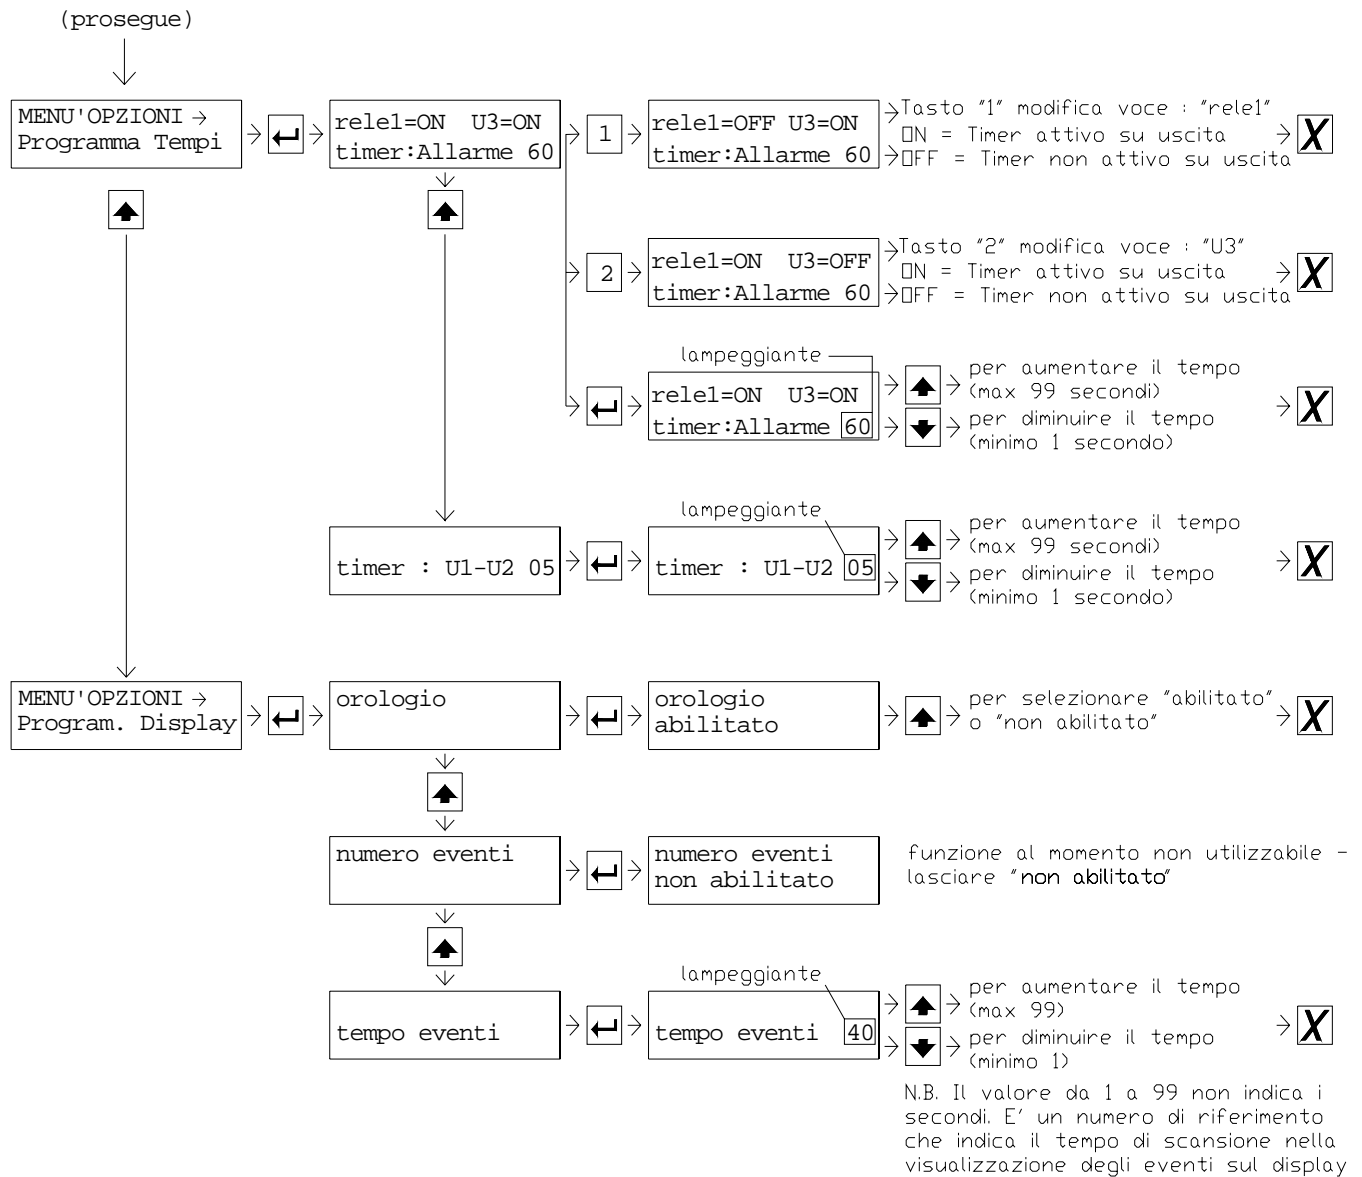 (prosegue)
MENU'OPZIONI →
Programma Tempi
rele1=ON U3=ON
timer:Allarme 60
1
rele1=OFF U3=ON
timer:Allarme 60
Tasto "1" modifica voce : "rele1"
ON = Timer attivo su uscita
OFF = Timer non attivo su uscita
X
2
rele1=ON U3=OFF
timer:Allarme 60
Tasto "2" modifica voce : "U3"
ON = Timer attivo su uscita
OFF = Timer non attivo su uscita
X
lampeggiante
rele1=ON U3=ON
timer:Allarme 60
per aumentare il tempo
(max 99 secondi)
per diminuire il tempo
(minimo 1 secondo)
X
timer : U1-U2 05
lampeggiante
timer : U1-U2 05
per aumentare il tempo
(max 99 secondi)
per diminuire il tempo
(minimo 1 secondo)
X
MENU'OPZIONI →
Program. Display
orologio
orologio
abilitato
per selezionare "abilitato"
o "non abilitato"
X
numero eventi
numero eventi
non abilitato
funzione al momento non utilizzabile -
lasciare "non abilitato"
tempo eventi
lampeggiante
tempo eventi 40
per aumentare il tempo
(max 99)
per diminuire il tempo
(minimo 1)
X
N.B. Il valore da 1 a 99 non indica i
secondi. E' un numero di riferimento
che indica il tempo di scansione nella
visualizzazione degli eventi sul display